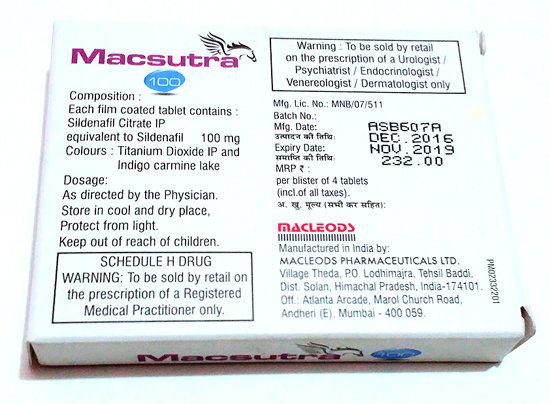 Macsutra
100
Composition :
Each film coated tablet contains :
Sildenafil Citrate IP
equivalent to Sildenafil 100 mg
Colours : Titanium Dioxide IP and
Indigo carmine lake
Dosage:
As directed by the Physician.
Store in cool and dry place,
Protect from light.
Keep out of reach of children.
SCHEDULE H DRUG
WARNING: To be sold by retail on
the prescription of a Registered
Medical Practitioner only.
Warning : To be sold by retail
on the prescription of a Urologist /
Psychiatrist / Endocrinologist /
Venereologist / Dermatologist only
Mfg. Lic. No.: MNB/07/511
Batch No.: ASB607A
Mfg. Date: DEC.2016
उत्पादन की तिथि:
Expiry Date: NOV.2019
समाप्ति की तिथि:
MRP ₹ : 232.00
per blister of 4 tablets
(incl.of all taxes).
अ. खु. मूल्य (सभी कर सहित):
MACLEODS
Manufactured in India by:
MACLEODS PHARMACEUTICALS LTD.
Village Theda, P.O. Lodhimajra, Tehsil Baddi,
Dist. Solan, Himachal Pradesh, India-174101.
Off.: Atlanta Arcade, Marol Church Road,
Andheri (E), Mumbai - 400 059.
PM02332201
Macsutra 100